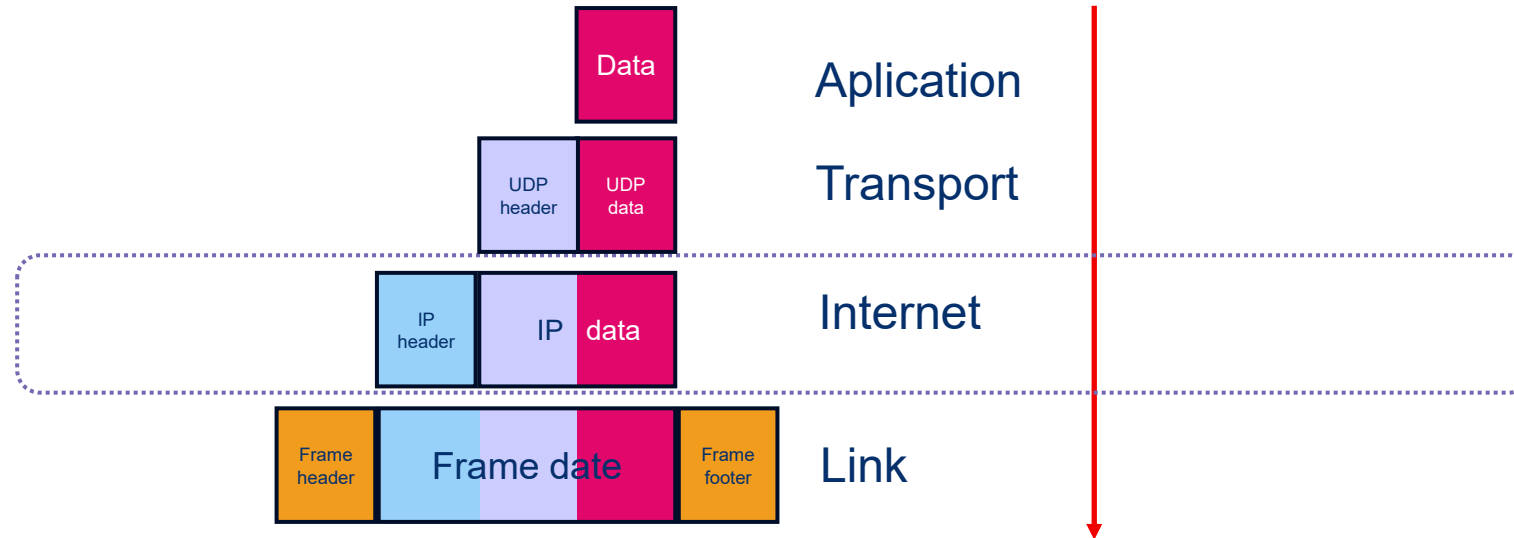 Data
Aplication
UDP
header
UDP
data
Transport
IP
header
IP data
Internet
Frame
header
Frame date
Frame
footer
Link